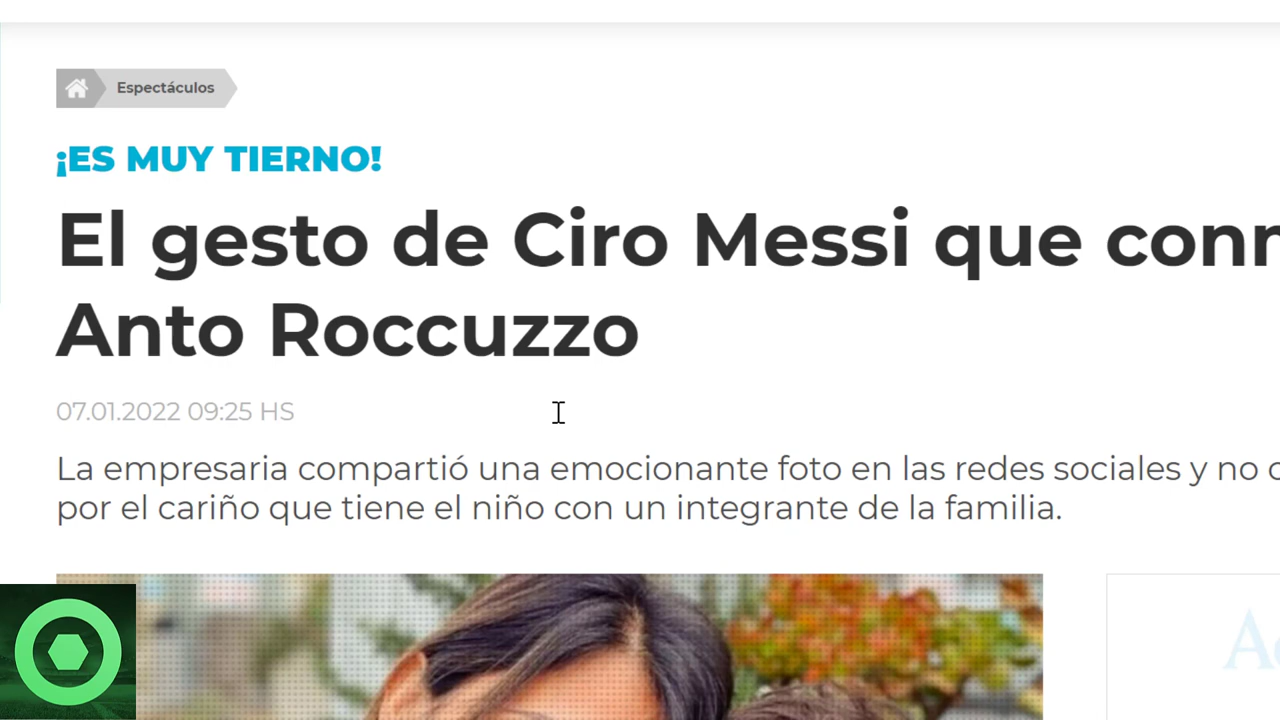 Espectáculos
¡ES MUY TIERNO!
El gesto de Ciro Messi que
Anto Roccuzzo
07.01.2022 09:25 HS
La empresaria compartió una emocionante foto en las redes sociales y no
por el cariño que tiene el niño con un integrante de la familia.